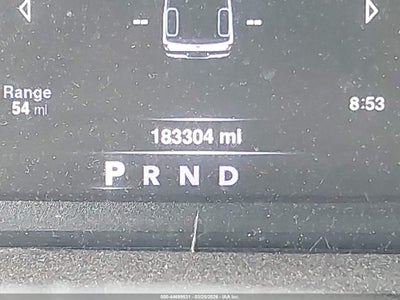 -- --
Range
54 mi
8:53
183304 mi
P R N D